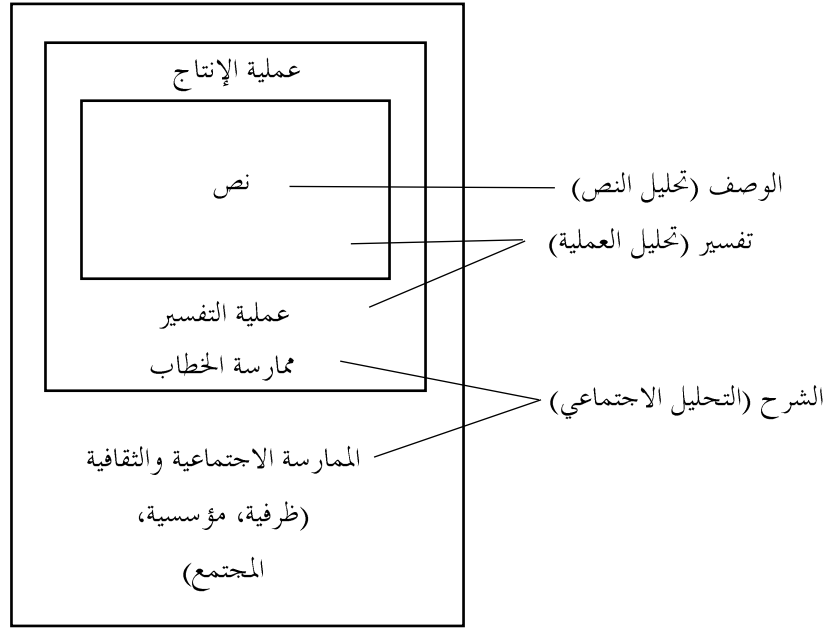 عملية الإنتاج
نص
الوصف (تحليل النص)
تفسير (تحليل العملية)
عملية التفسير
ممارسة الخطاب
الشرح (التحليل الاجتماعي)
الممارسة الاجتماعية والثقافية
(ظرفية، مؤسسية،
المجتمع)